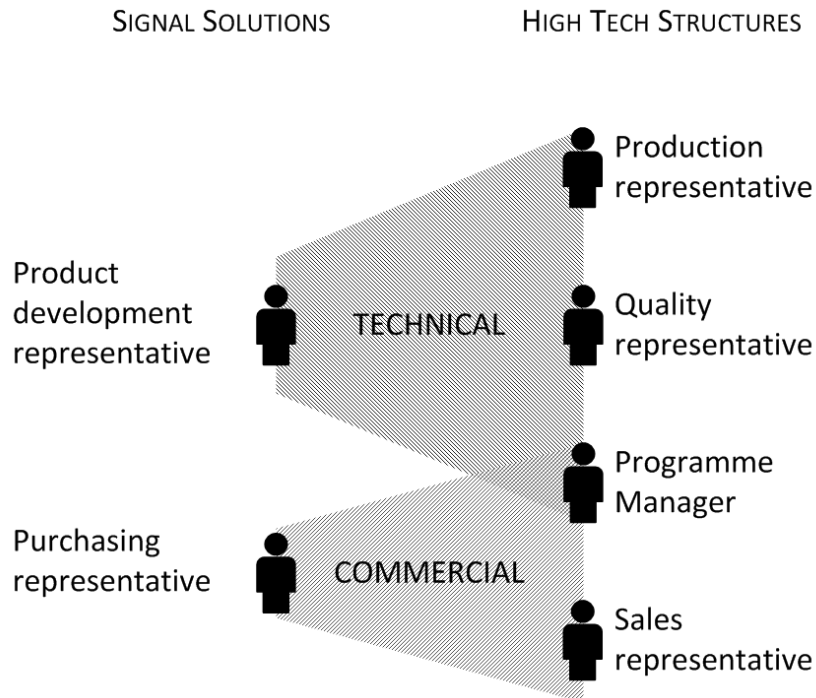 SIGNAL SOLUTIONS
HIGH TECH STRUCTURES
Production
representative
Product
development
representative
TECHNICAL
Quality
representative
Programme
Manager
Purchasing
representative
COMMERCIAL
Sales
representative